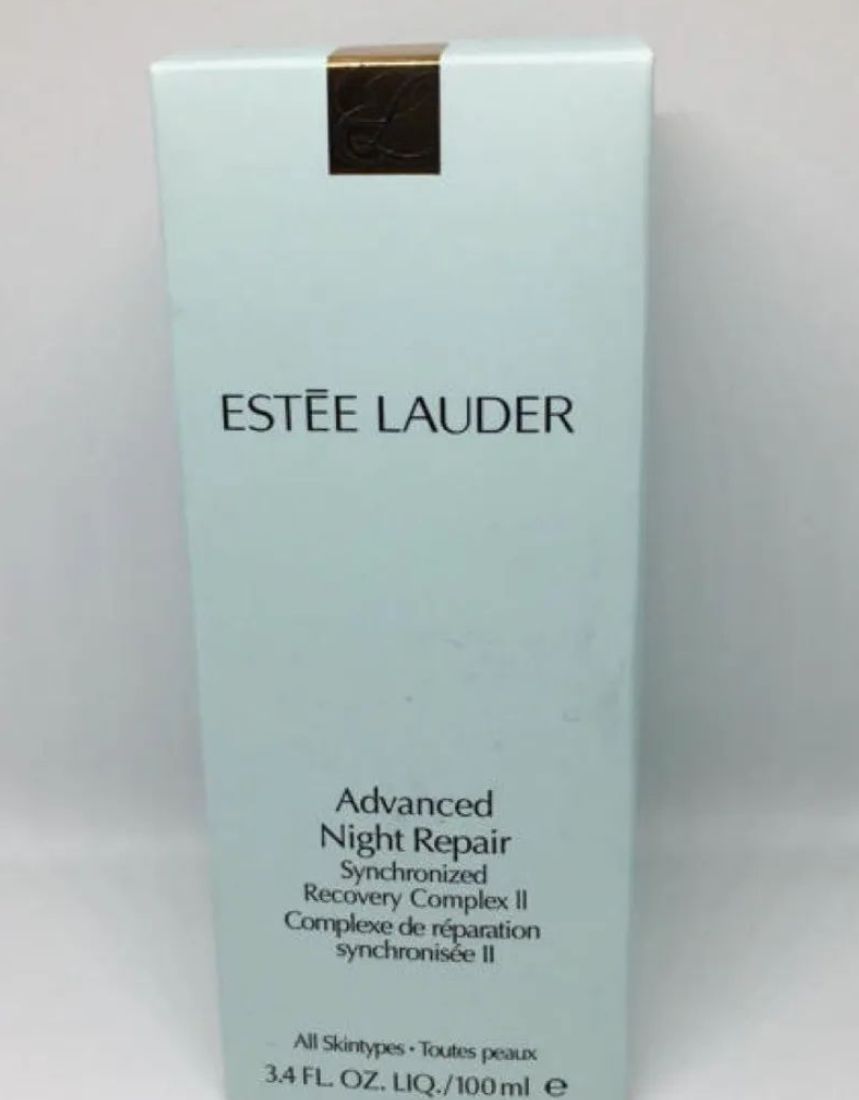 ESTĒE LAUDER
Advanced
Night Repair
Synchronized
Recovery Complex II
Complexe de réparation
synchronisée II
All Skintypes • Toutes peaux
3.4 FL. OZ. LIQ./100 ml ℮